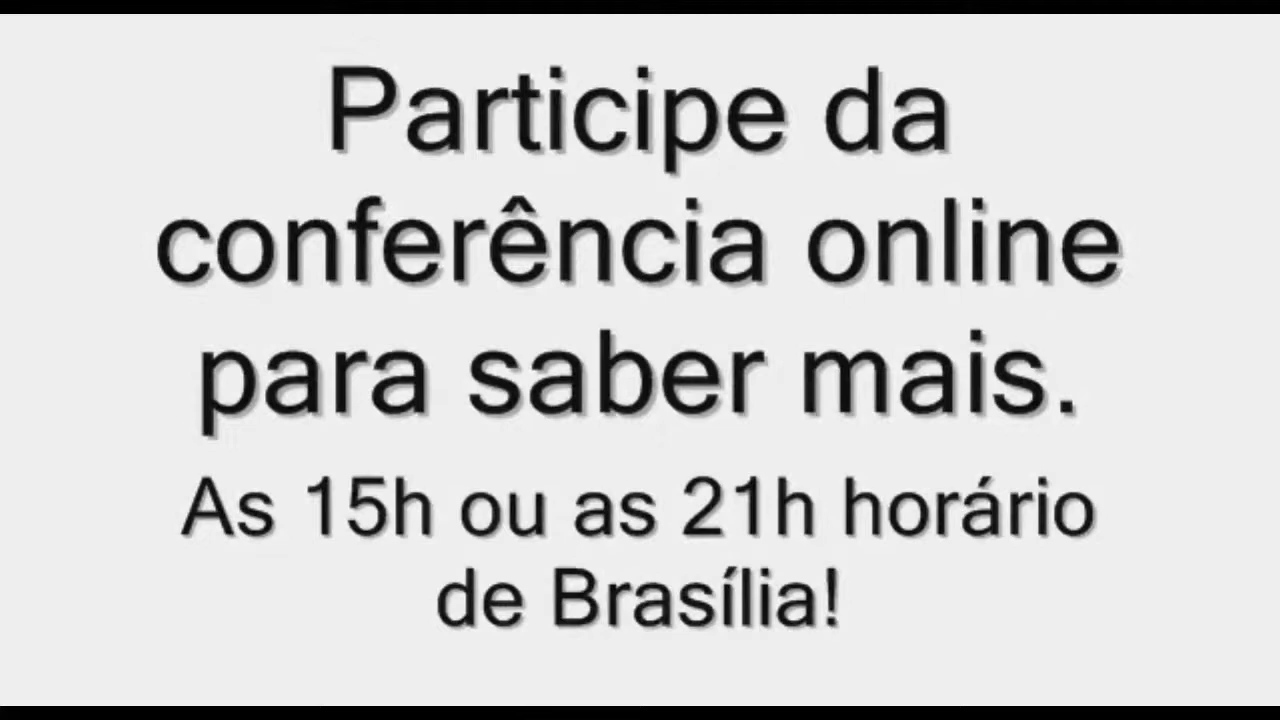 Participe da
conferência online
para saber mais.
As 15h ou as 21h horário
de Brasília!